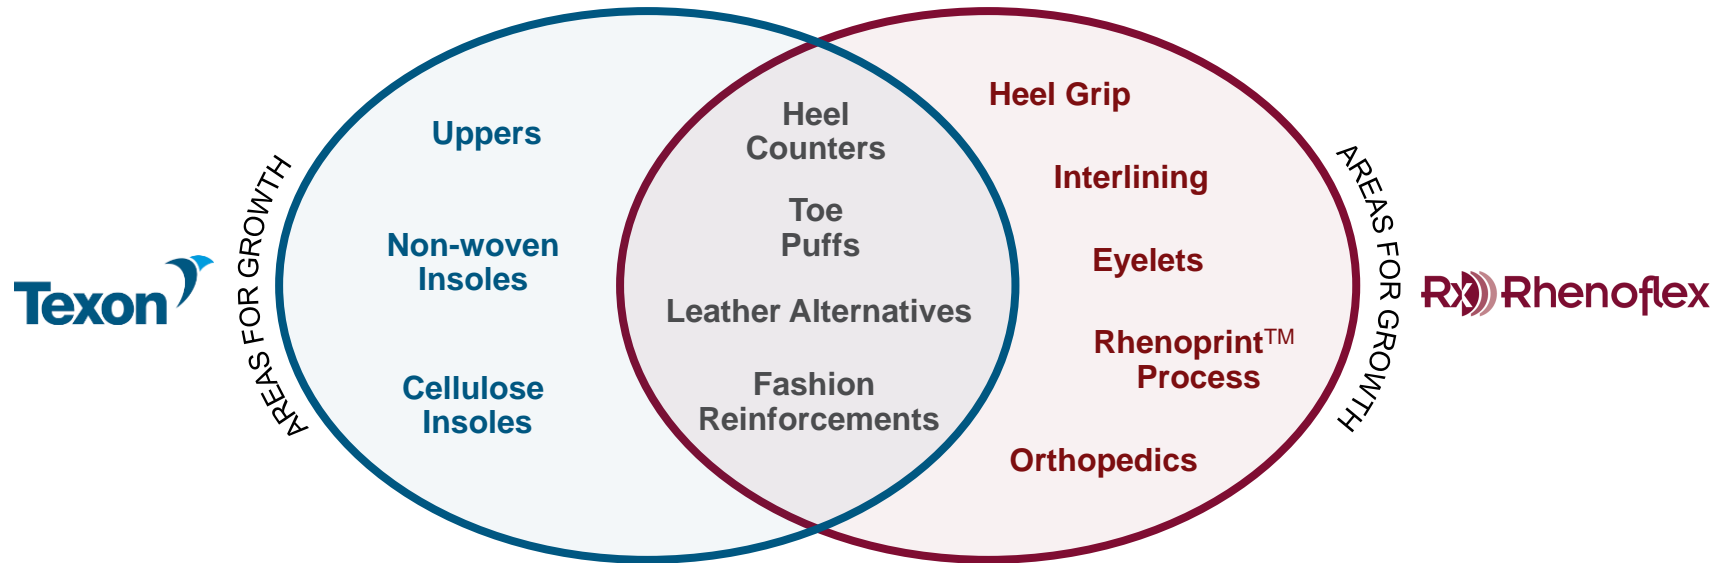 Texon
AREAS FOR GROWTH
Uppers
Non-woven
Insoles
Cellulose
Insoles
Heel
Counters
Toe
Puffs
Leather Alternatives
Fashion
Reinforcements
Heel Grip
Interlining
Eyelets
Rhenoprint™
Process
Orthopedics
AREAS FOR GROWTH
Rx Rhenoflex